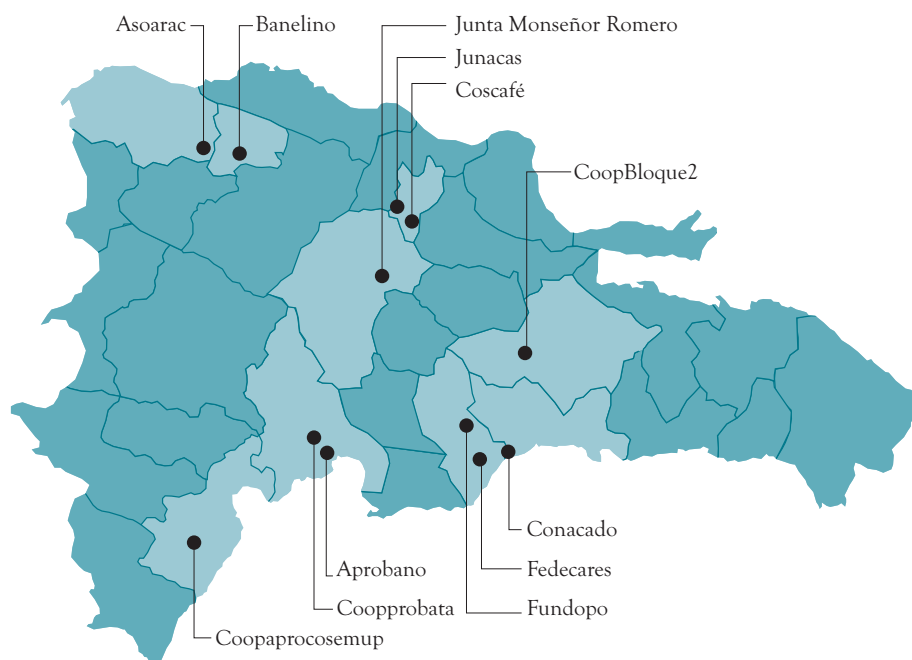 Asoarac
Banelino
Junta Monseñor Romero
Junacas
Coscafé
CoopBloque2
Conacado
Aprobano
Fedecares
Coopprobata
Fundopo
Coopaprocosemup